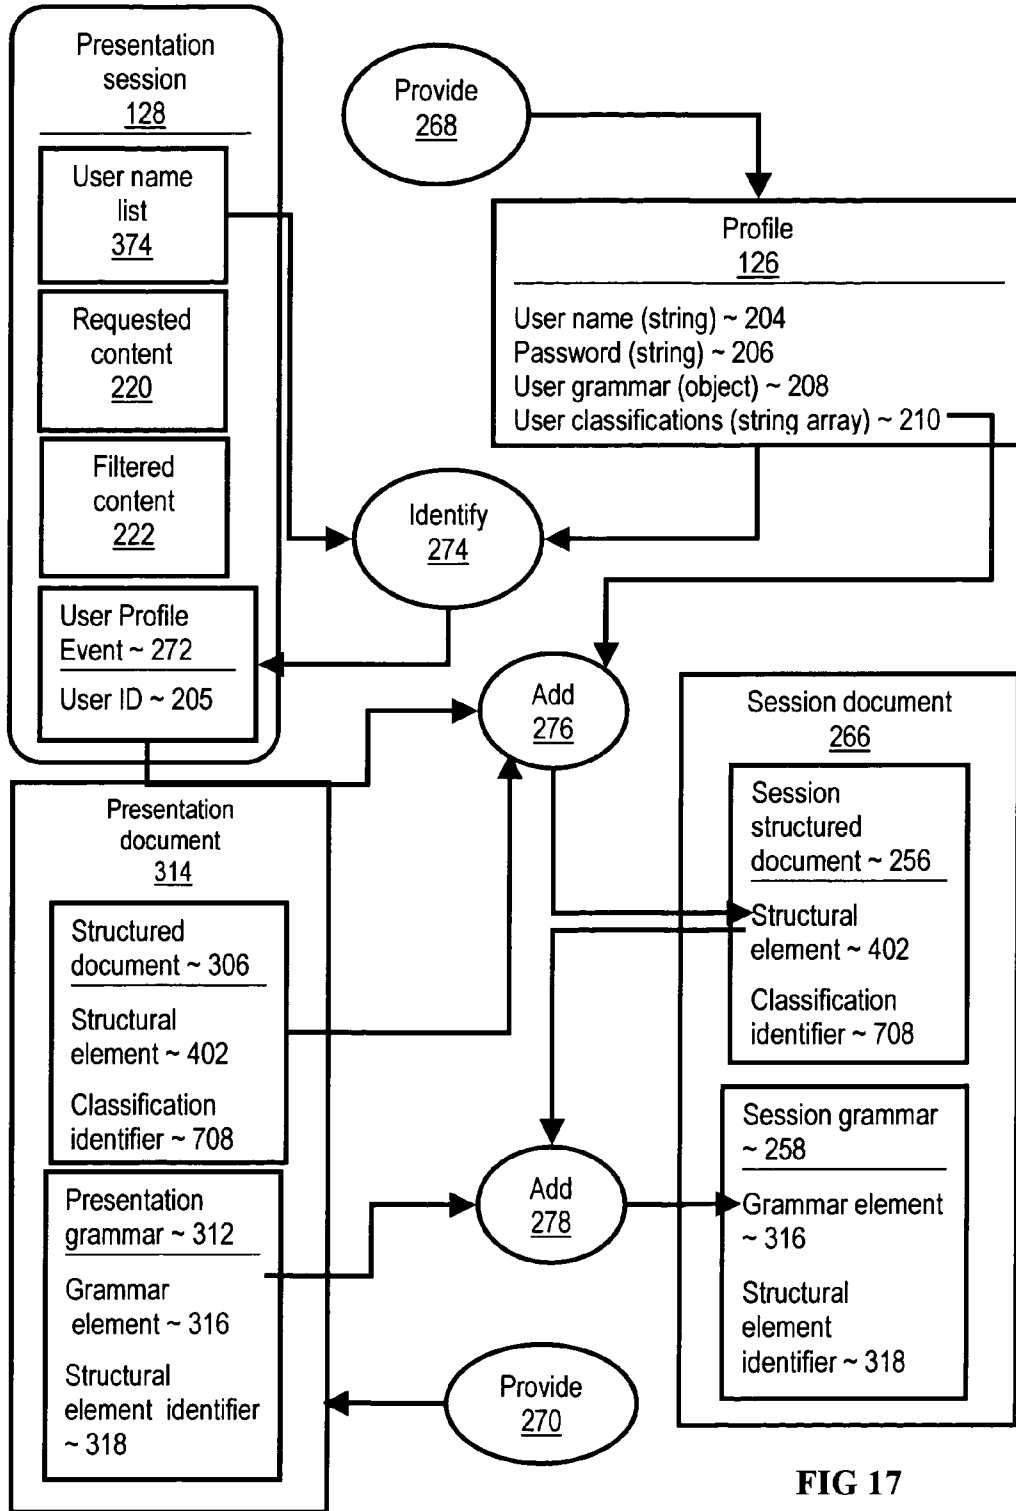 Presentation
session
128
User name
list
374
Requested
content
220
Filtered
content
222
User Profile
Event ~ 272
User ID ~ 205
Provide
268
Profile
126
User name (string) ~ 204
Password (string) ~ 206
User grammar (object) ~ 208
User classifications (string array) ~ 210
Identify
274
Add
276
Presentation
document
314
Structured
document ~ 306
Structural
element ~ 402
Classification
identifier ~ 708
Presentation
grammar ~ 312
Grammar
element ~ 316
Structural
element identifier
~ 318
Session document
266
Session
structured
document ~ 256
Structural
element ~ 402
Classification
identifier ~ 708
Session grammar
~ 258
Grammar element
~ 316
Structural
element
identifier ~ 318
Add
278
Provide
270
FIG 17